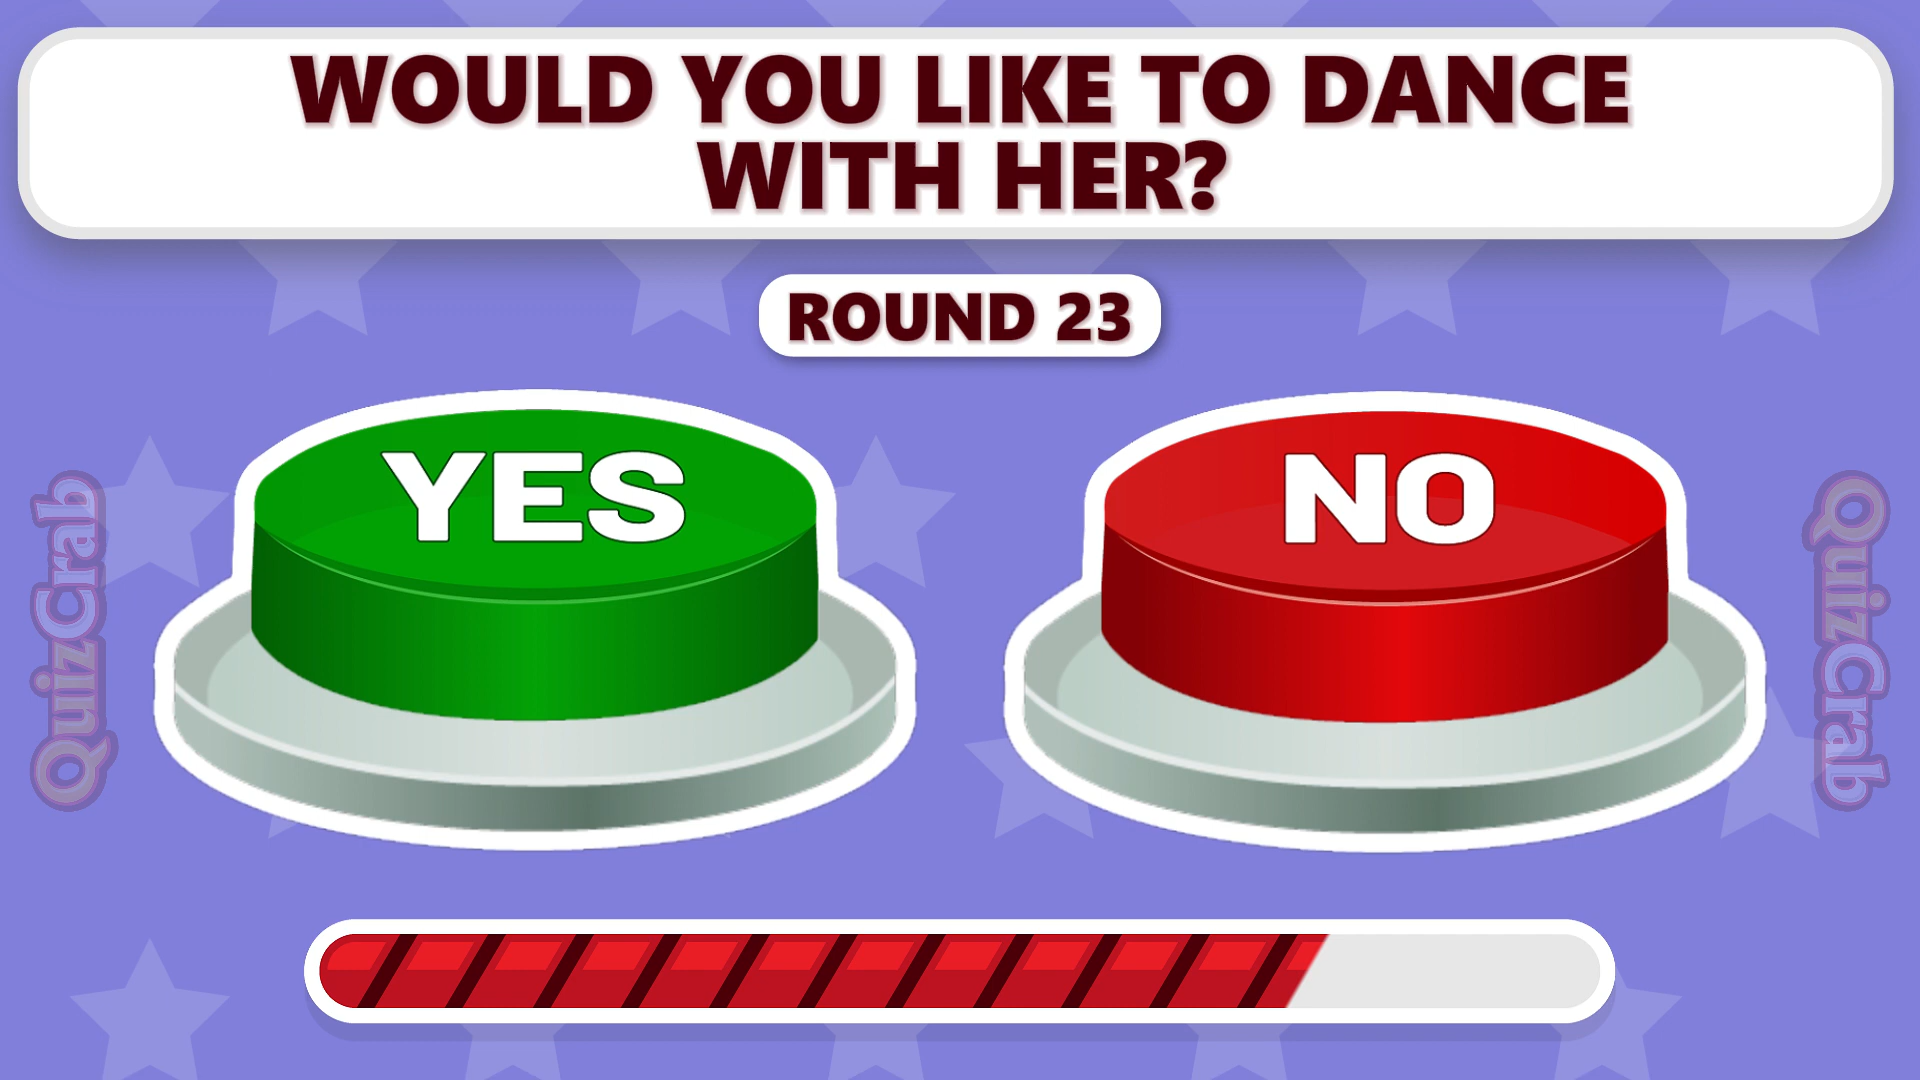 WOULD YOU LIKE TO DANCE
WITH HER?
ROUND 23
YES
NO
QuizCrab
QuizCrab